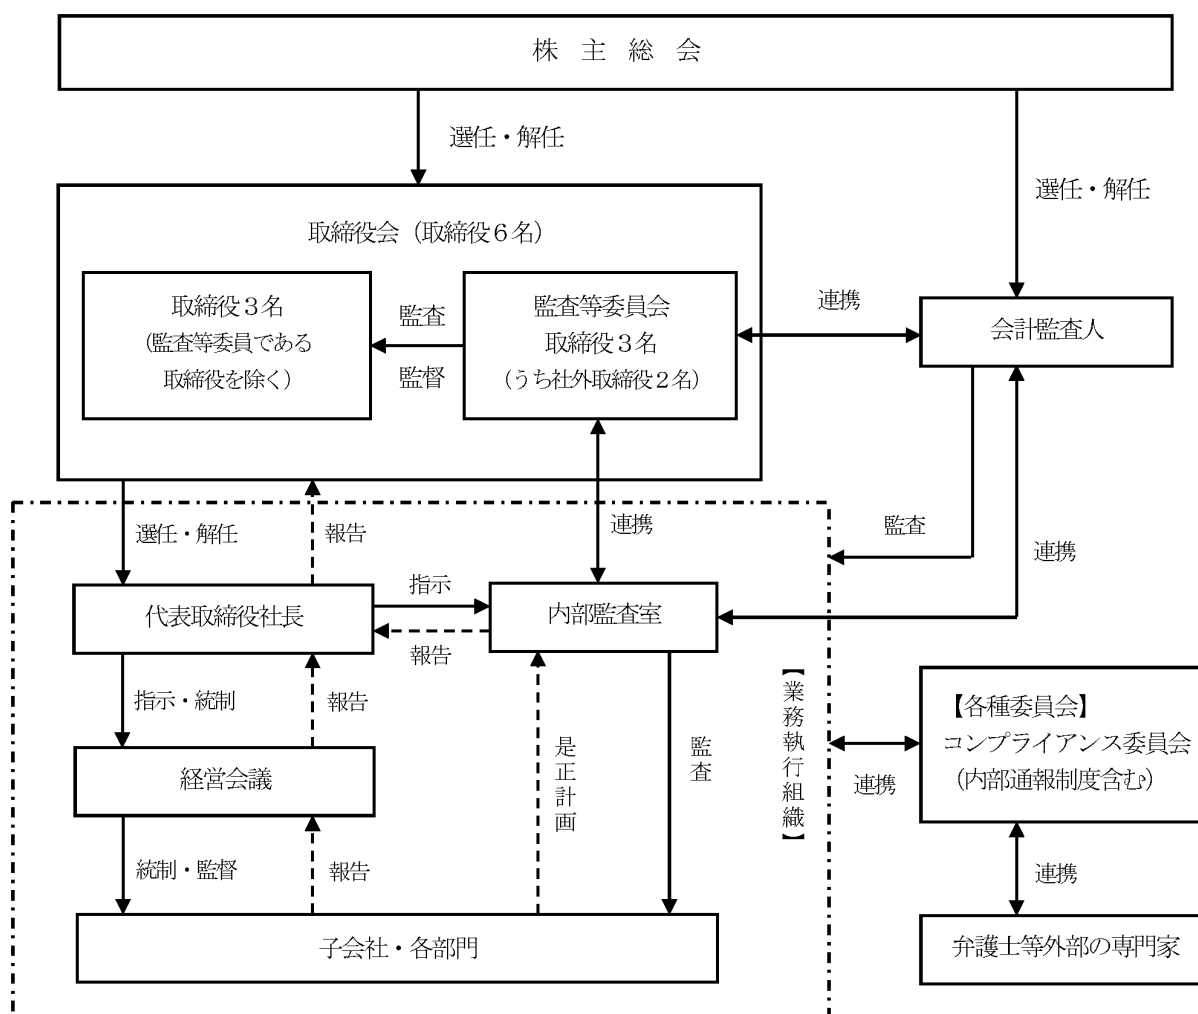 株 主 総 会
選任・解任
選任・解任
取締役会（取締役６名）
取締役３名
（監査等委員である
取締役を除く）
監査
監督
監査等委員会
取締役３名
（うち社外取締役２名）
連携
会計監査人
選任・解任
報告
連携
監査
連携
代表取締役社長
指示
報告
内部監査室
指示・統制
報告
経営会議
是正計画
監査
【業務執行組織】
連携
【各種委員会】
コンプライアンス委員会
（内部通報制度含む）
統制・監督
報告
連携
子会社・各部門
弁護士等外部の専門家